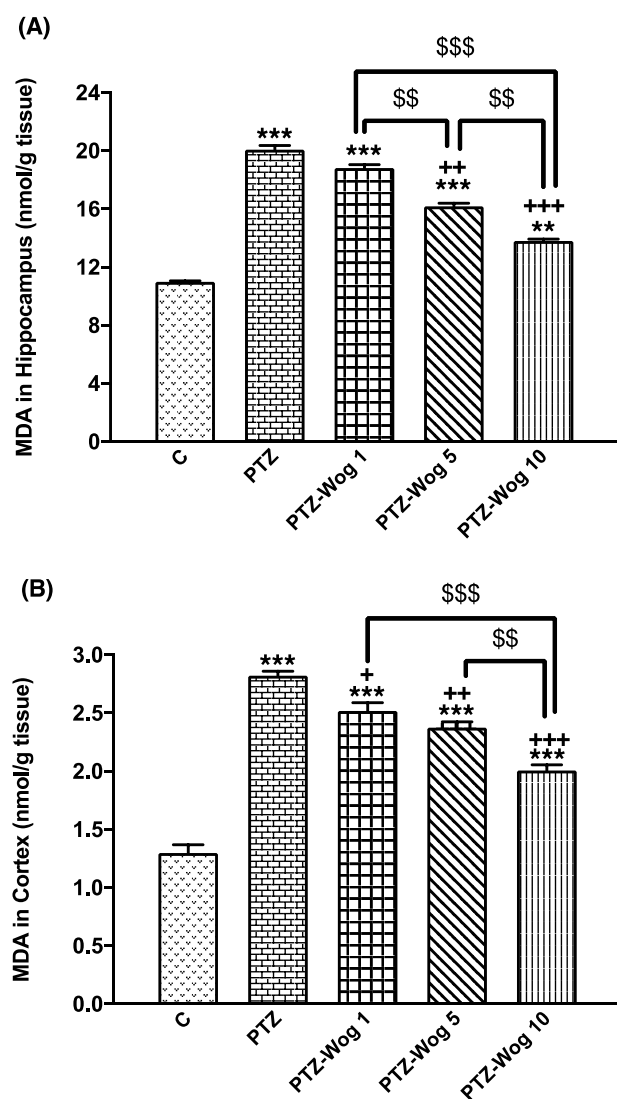 (A)
MDA in Hippocampus (nmol/g tissue)
24
20
16
12
8
4
0
$$$
$$
$$
***
***
++
***
+++
**
C
PTZ
PTZ-Wog 1
PTZ-Wog 5
PTZ-Wog 10
(B)
MDA in Cortex (nmol/g tissue)
3.0
2.5
2.0
1.5
1.0
0.5
0.0
$$$
$$
***
+
***
++
***
+++
***
C
PTZ
PTZ-Wog 1
PTZ-Wog 5
PTZ-Wog 10